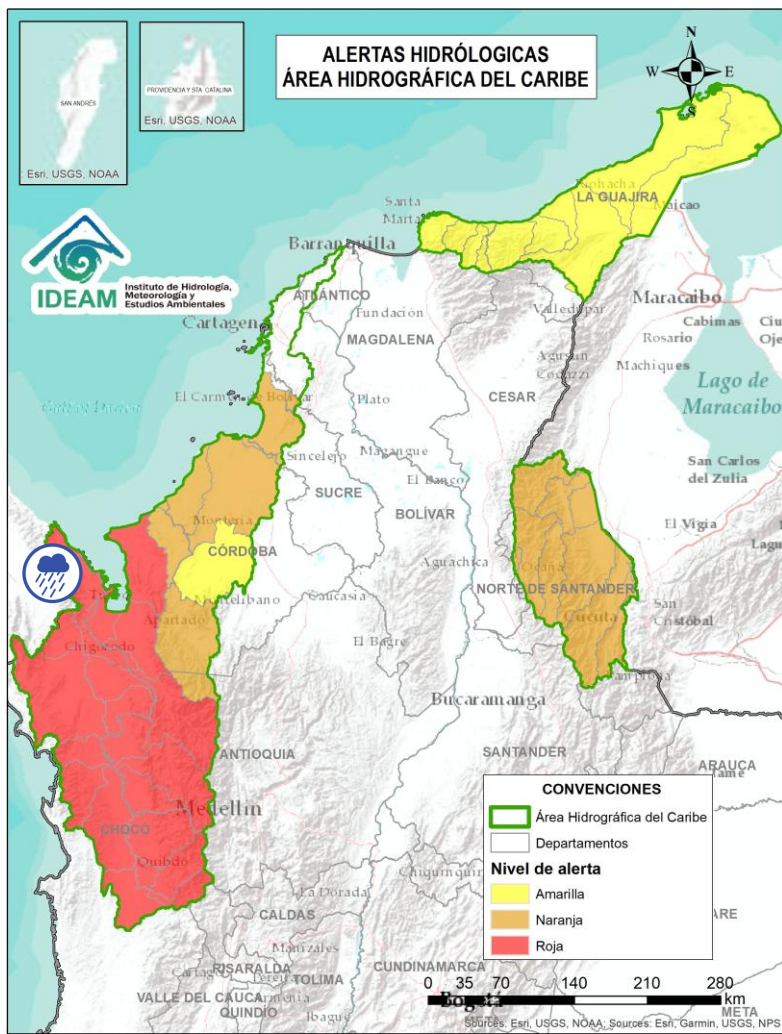 ALERTAS HIDRÓLOGICAS
ÁREA HIDROGRÁFICA DEL CARIBE
N
W E
S
SAN ANDRÉS
Esri, USGS, NOAA
PROVIDENCIA Y STA. CATALINA
Esri, USGS, NOAA
IDEAM
Instituto de Hidrología,
Meteorología y
Estudios Ambientales
Santa
Marta
LA GUAJIRA
Maicao
Barranquilla
ATLÁNTICO
Cartagena
Fundación
MAGDALENA
Valledupar
Maracaibo
Cabimas
Rosario
Machiques
Agustín
Codazzi
CESAR
Lago de
Maracaibo
El Carmen de Bolívar
Plato
Sincelejo
Magangue
SUCRE
El Banco
BOLÍVAR
San Carlos
del Zulia
Montería
El Vigía
CÓRDOBA
Aguachica
Ocaña
NORTE DE SANTANDER
Montelíbano
Caucasia
Cúcuta
San
Cristóbal
Apartado
Chigorodo
El Bagre
Pamplona
Bucaramanga
ANTIOQUIA
SANTANDER
ARAUCA
Medellín
CHOCÓ
Quibdó
La Dorada
CALDAS
Manizales
RISARALDA
TOLIMA
CUNDINAMARCA
VALLE DEL CAUCA
QUINDÍO
Ibague
Bogotá
META
META
CONVENCIONES
Área Hidrográfica del Caribe
Departamentos
Nivel de alerta
Amarilla
Naranja
Roja
0 35 70 140 210 280
km
Sources: Esri, USGS, NOAA; Sources: Esri, Garmin, USGS, NPS